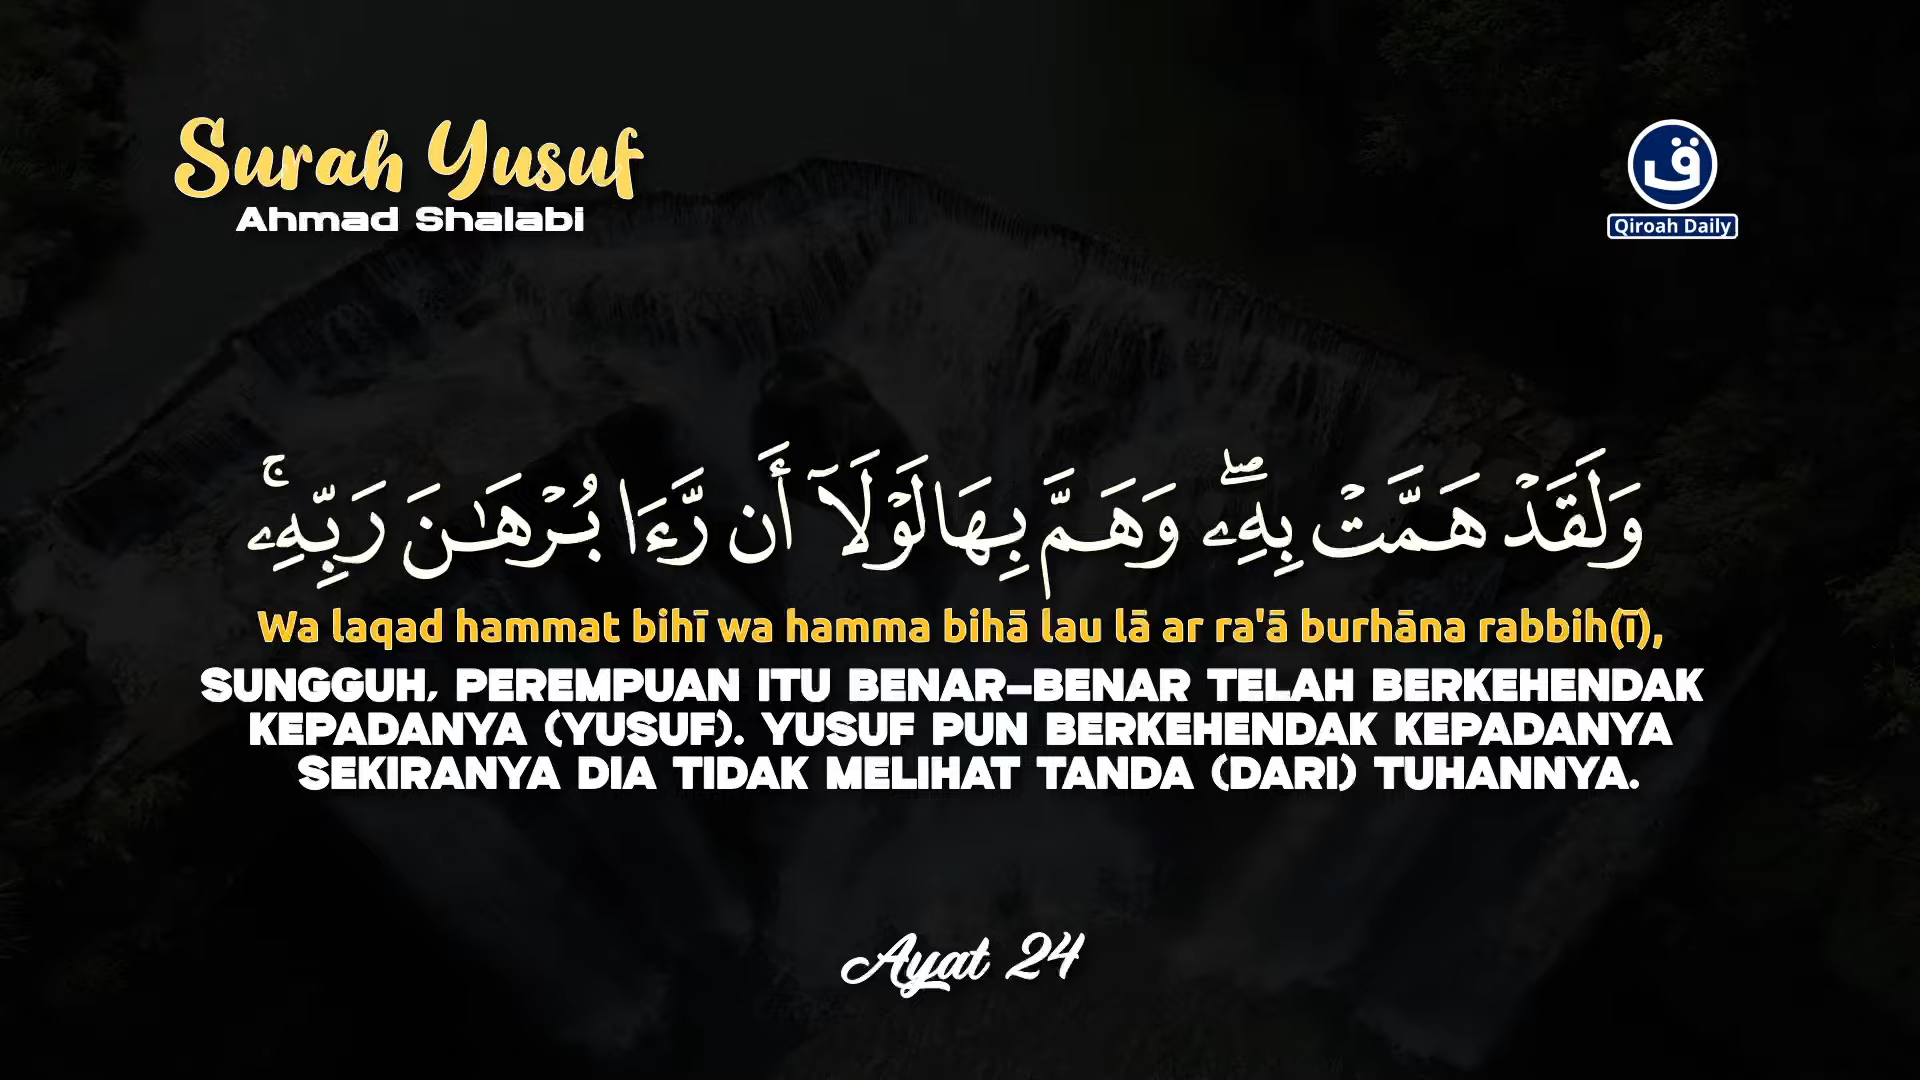 Surah Yusuf
Ahmad Shalabi
ق
Qiroah Daily
وَلَقَدْ هَمَّتْ بِهِۦۖ وَهَمَّ بِهَا لَوْلَآ أَن رَّءَا بُرْهَـٰنَ رَبِّهِۦۚ
Wa laqad hammat bihī wa hamma bihā lau lā ar ra'ā burhāna rabbih(ī),
SUNGGUH, PEREMPUAN ITU BENAR-BENAR TELAH BERKEHENDAK
KEPADANYA (YUSUF). YUSUF PUN BERKEHENDAK KEPADANYA
SEKIRANYA DIA TIDAK MELIHAT TANDA (DARI) TUHANNYA.
Ayat 24